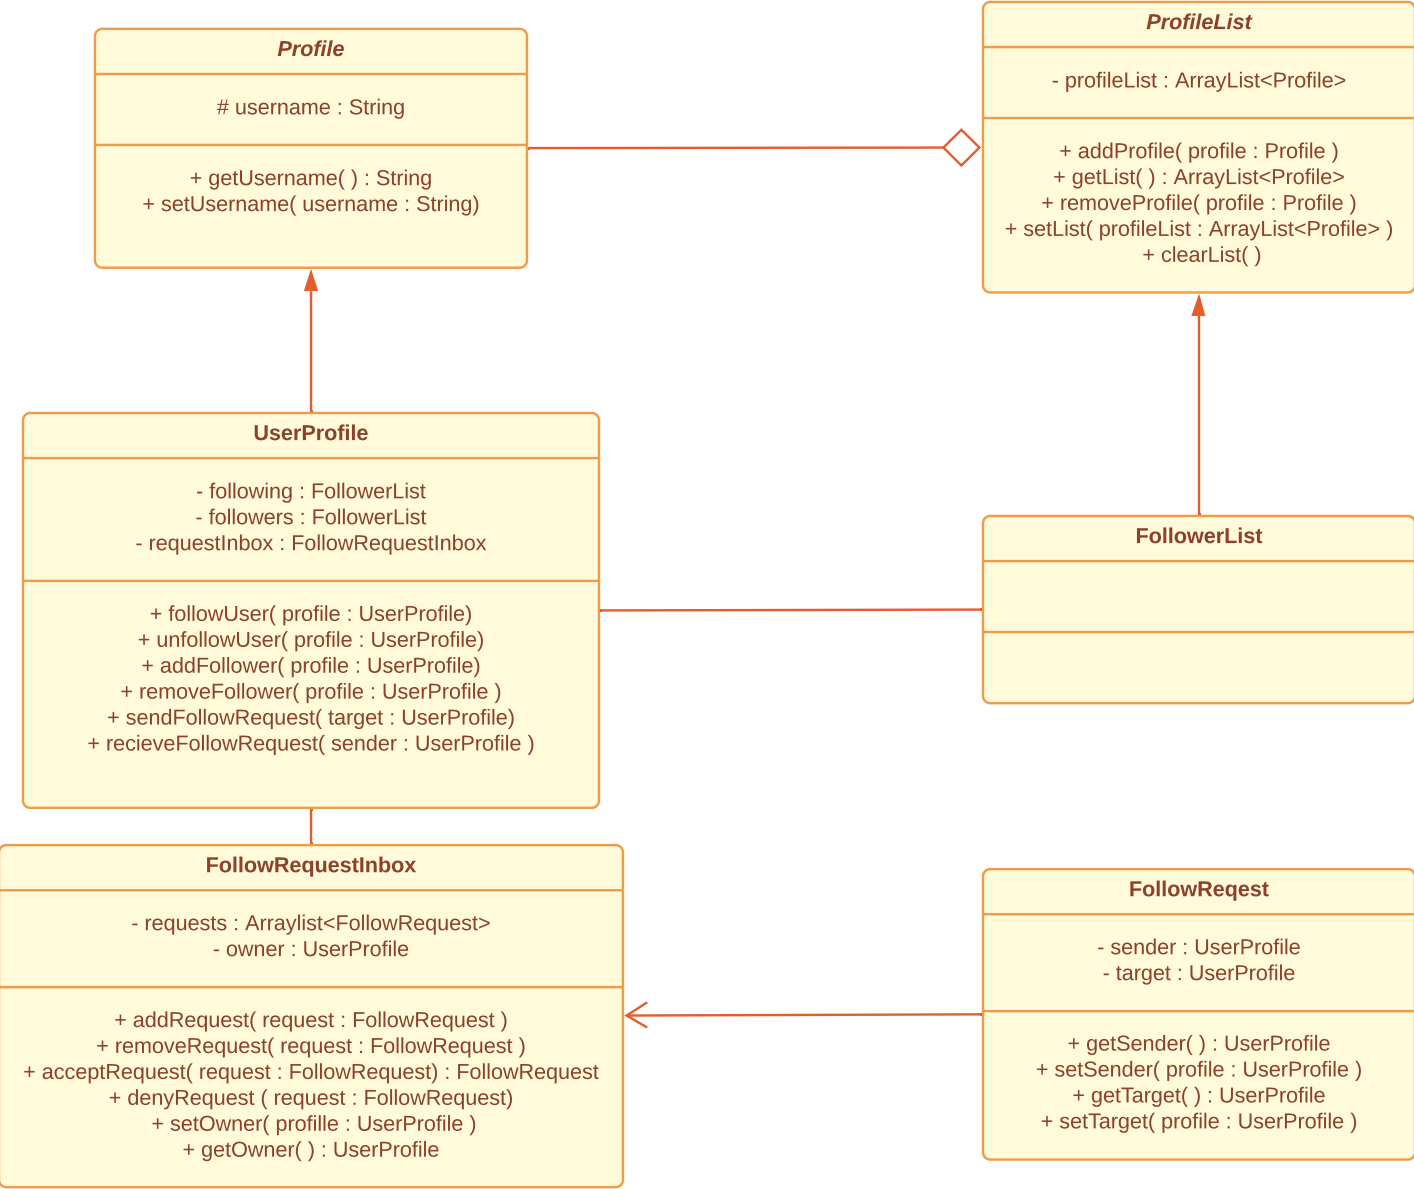 Profile
# username : String
+ getUsername( ) : String
+ setUsername( username : String)
ProfileList
- profileList : ArrayList<Profile>
+ addProfile( profile : Profile )
+ getList( ) : ArrayList<Profile>
+ removeProfile( profile : Profile )
+ setList( profileList : ArrayList<Profile> )
+ clearList( )
UserProfile
- following : FollowerList
- followers : FollowerList
- requestInbox : FollowRequestInbox
+ followUser( profile : UserProfile)
+ unfollowUser( profile : UserProfile)
+ addFollower( profile : UserProfile)
+ removeFollower( profile : UserProfile )
+ sendFollowRequest( target : UserProfile)
+ recieveFollowRequest( sender : UserProfile )
FollowerList
FollowRequestInbox
- requests : Arraylist<FollowRequest>
- owner : UserProfile
+ addRequest( request : FollowRequest )
+ removeRequest( request : FollowRequest )
+ acceptRequest( request : FollowRequest) : FollowRequest
+ denyRequest ( request : FollowRequest)
+ setOwner( profille : UserProfile )
+ getOwner( ) : UserProfile
FollowReqest
- sender : UserProfile
- target : UserProfile
+ getSender( ) : UserProfile
+ setSender( profile : UserProfile )
+ getTarget( ) : UserProfile
+ setTarget( profile : UserProfile )